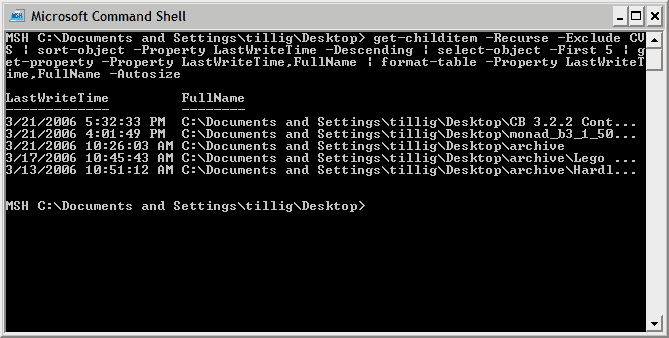 MSH Microsoft Command Shell
MSH C:\Documents and Settings\tillig\Desktop> get-childitem -Recurse -Exclude CV
S | sort-object -Property LastWriteTime -Descending | select-object -First 5 | g
et-property -Property LastWriteTime,FullName | format-table -Property LastWriteT
ime,FullName -Autosize
LastWriteTime FullName
------------- --------
3/21/2006 5:32:33 PM C:\Documents and Settings\tillig\Desktop\CB 3.2.2 Cont...
3/21/2006 4:01:49 PM C:\Documents and Settings\tillig\Desktop\monad_b3_1_50...
3/21/2006 10:26:03 AM C:\Documents and Settings\tillig\Desktop\archive
3/17/2006 10:45:43 AM C:\Documents and Settings\tillig\Desktop\archive\Lego ...
3/13/2006 10:51:12 AM C:\Documents and Settings\tillig\Desktop\archive\Hardl...
MSH C:\Documents and Settings\tillig\Desktop>